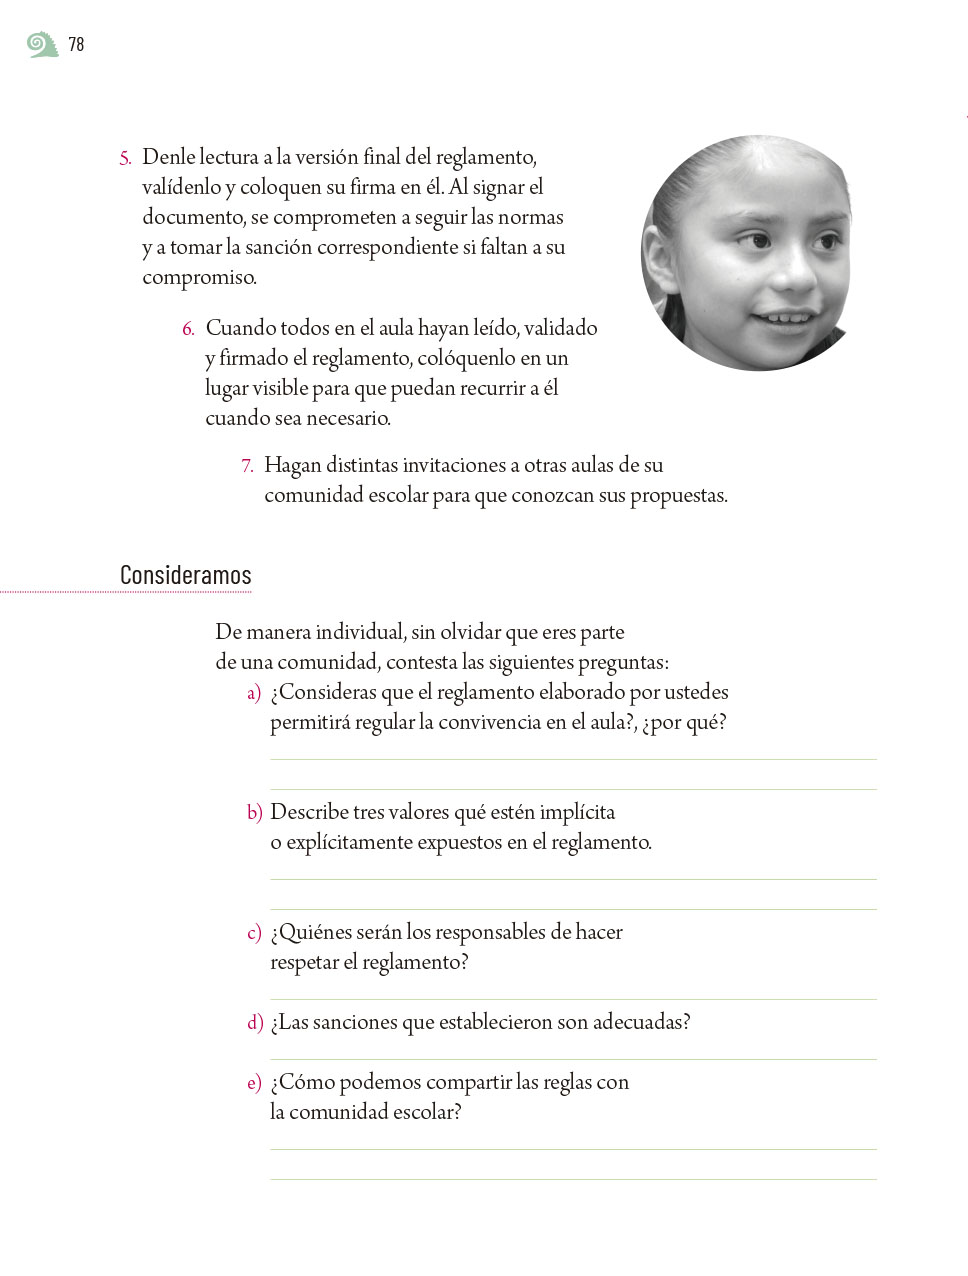 78
5. Denle lectura a la versión final del reglamento,
valídenlo y coloquen su firma en él. Al signar el
documento, se comprometen a seguir las normas
y a tomar la sanción correspondiente si faltan a su
compromiso.
6. Cuando todos en el aula hayan leído, validado
y firmado el reglamento, colóquenlo en un
lugar visible para que puedan recurrir a él
cuando sea necesario.
7. Hagan distintas invitaciones a otras aulas de su
comunidad escolar para que conozcan sus propuestas.
Consideramos
De manera individual, sin olvidar que eres parte
de una comunidad, contesta las siguientes preguntas:
a) ¿Consideras que el reglamento elaborado por ustedes
permitirá regular la convivencia en el aula?, ¿por qué?
b) Describe tres valores qué estén implícita
o explícitamente expuestos en el reglamento.
c) ¿Quiénes serán los responsables de hacer
respetar el reglamento?
d) ¿Las sanciones que establecieron son adecuadas?
e) ¿Cómo podemos compartir las reglas con
la comunidad escolar?